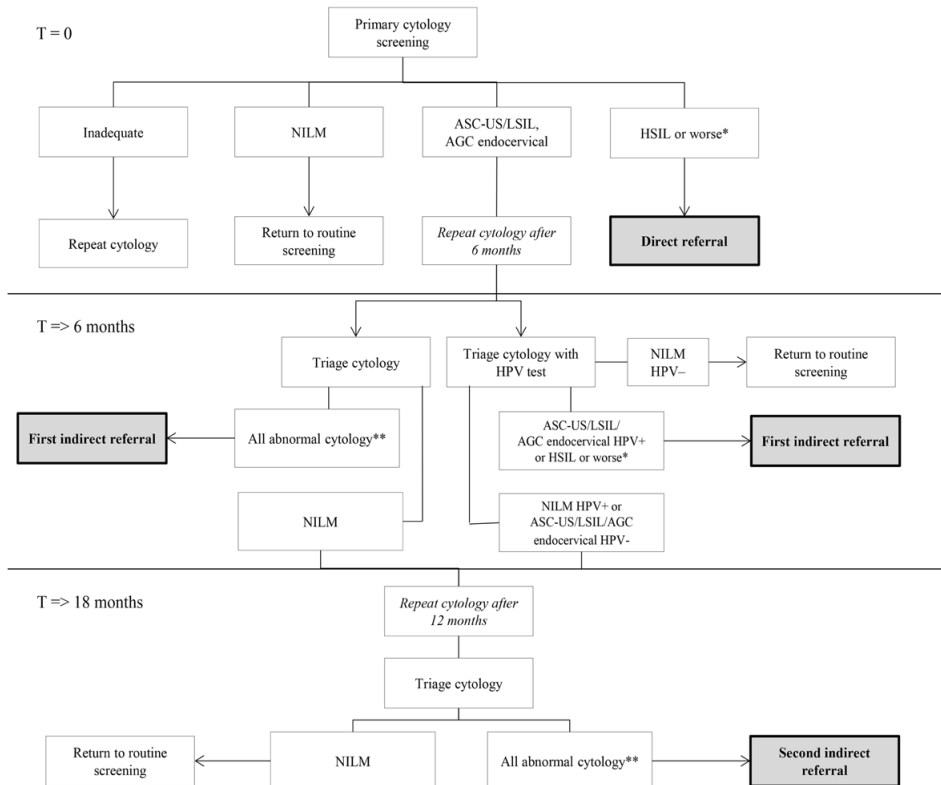 T = 0
Primary cytology
screening
Inadequate
NILM
ASC-US/LSIL,
AGC endocervical
HSIL or worse*
Repeat cytology
Return to routine
screening
Repeat cytology after
6 months
Direct referral
T => 6 months
Triage cytology
Triage cytology with
HPV test
NILM
HPV–
Return to routine
screening
First indirect referral
All abnormal cytology**
ASC-US/LSIL/
AGC endocervical HPV+
or HSIL or worse*
First indirect referral
NILM
NILM HPV+ or
ASC-US/LSIL/AGC
endocervical HPV-
T => 18 months
Repeat cytology after
12 months
Triage cytology
Return to routine
screening
NILM
All abnormal cytology**
Second indirect
referral